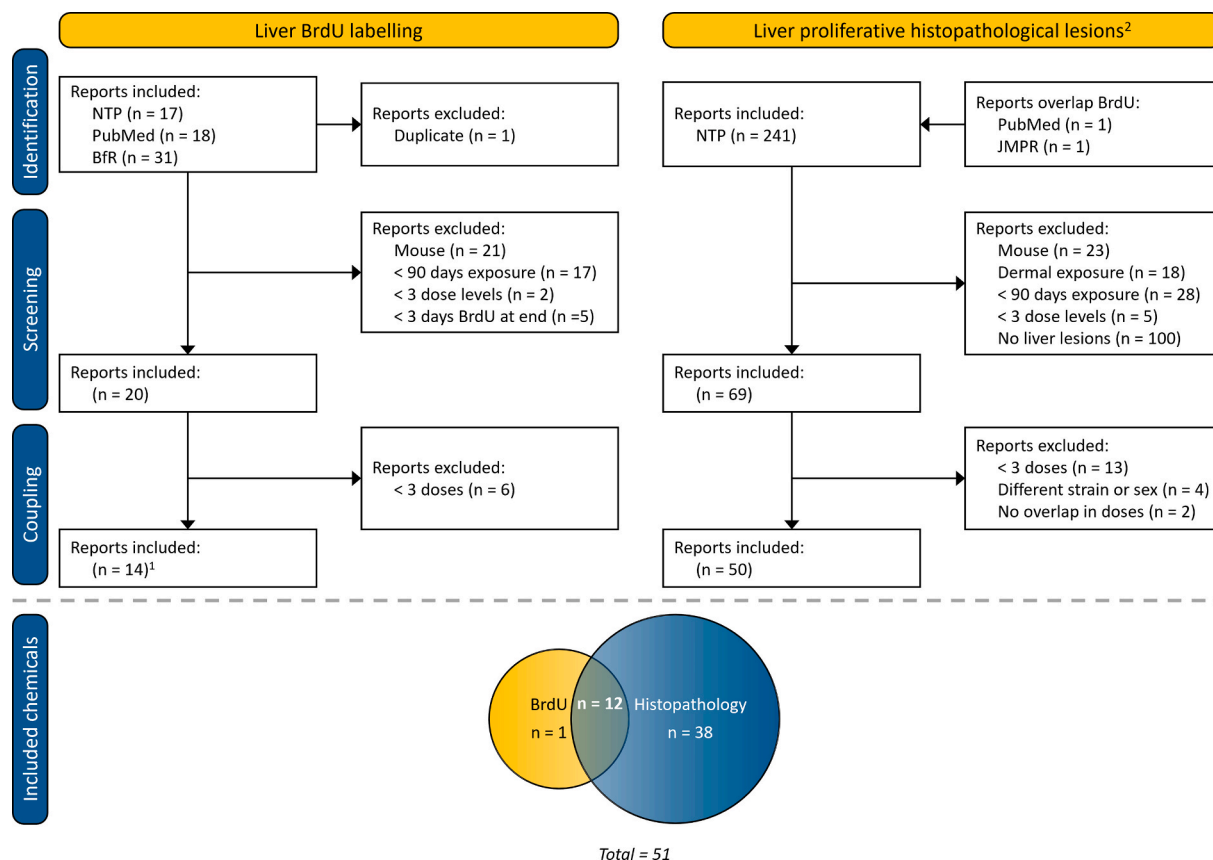 Liver BrdU labelling
Liver proliferative histopathological lesions2
Identification
Reports included:
NTP (n = 17)
PubMed (n = 18)
BfR (n = 31)
Reports excluded:
Duplicate (n = 1)
Reports included:
NTP (n = 241)
Reports overlap BrdU:
PubMed (n = 1)
JMPR (n = 1)
Screening
Reports excluded:
Mouse (n = 21)
< 90 days exposure (n = 17)
< 3 dose levels (n = 2)
< 3 days BrdU at end (n =5)
Reports excluded:
Mouse (n = 23)
Dermal exposure (n = 18)
< 90 days exposure (n = 28)
< 3 dose levels (n = 5)
No liver lesions (n = 100)
Reports included:
(n = 20)
Reports included:
(n = 69)
Coupling
Reports excluded:
< 3 doses (n = 6)
Reports excluded:
< 3 doses (n = 13)
Different strain or sex (n = 4)
No overlap in doses (n = 2)
Reports included:
(n = 14)1
Reports included:
(n = 50)
Included chemicals
BrdU
n = 1
n = 12
Histopathology
n = 38
Total = 51